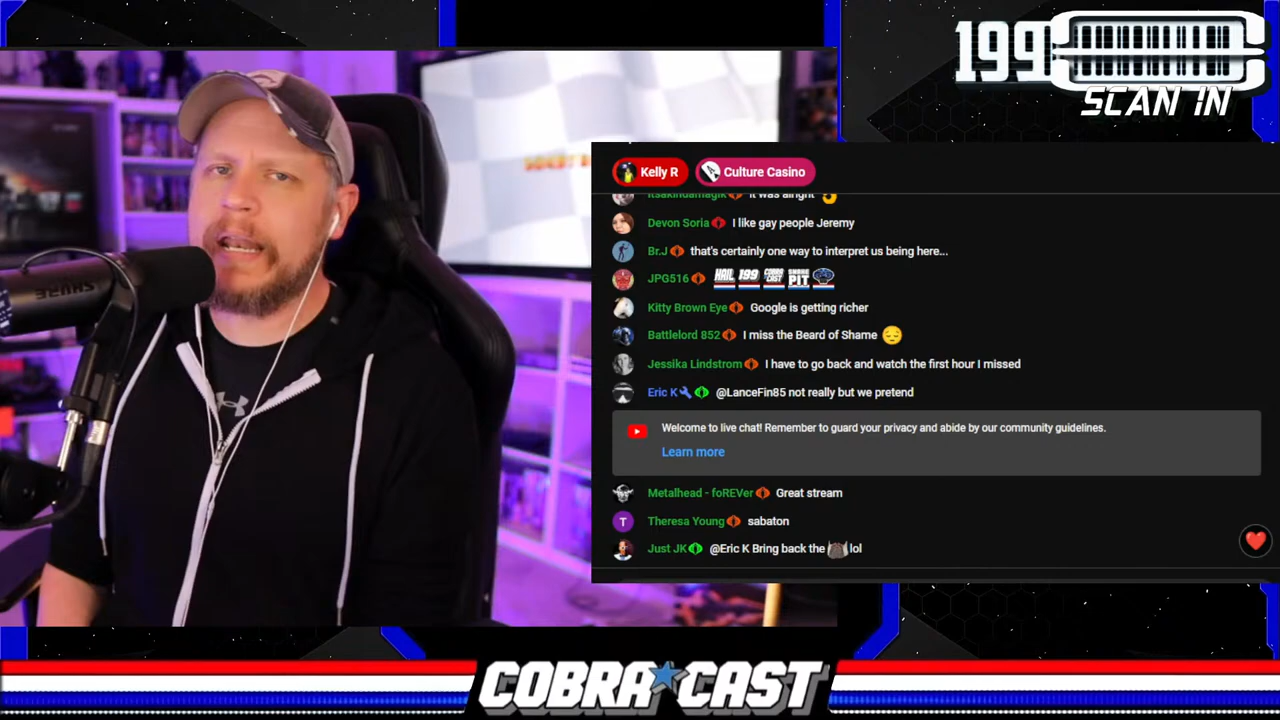 199
SCAN IN
Kelly R
Culture Casino
itsakindamagik it was alright
Devon Soria I like gay people Jeremy
Br.J that's certainly one way to interpret us being here...
JPG516 HAIL 199 COBRA CAST SNAKE PIT
Kitty Brown Eye Google is getting richer
Battlelord 852 I miss the Beard of Shame
Jessika Lindstrom I have to go back and watch the first hour I missed
Eric K @LanceFin85 not really but we pretend
Welcome to live chat! Remember to guard your privacy and abide by our community guidelines.
Learn more
Metalhead - foREVer Great stream
T Theresa Young sabaton
Just JK @Eric K Bring back the lol
SHURE
COBRA CAST